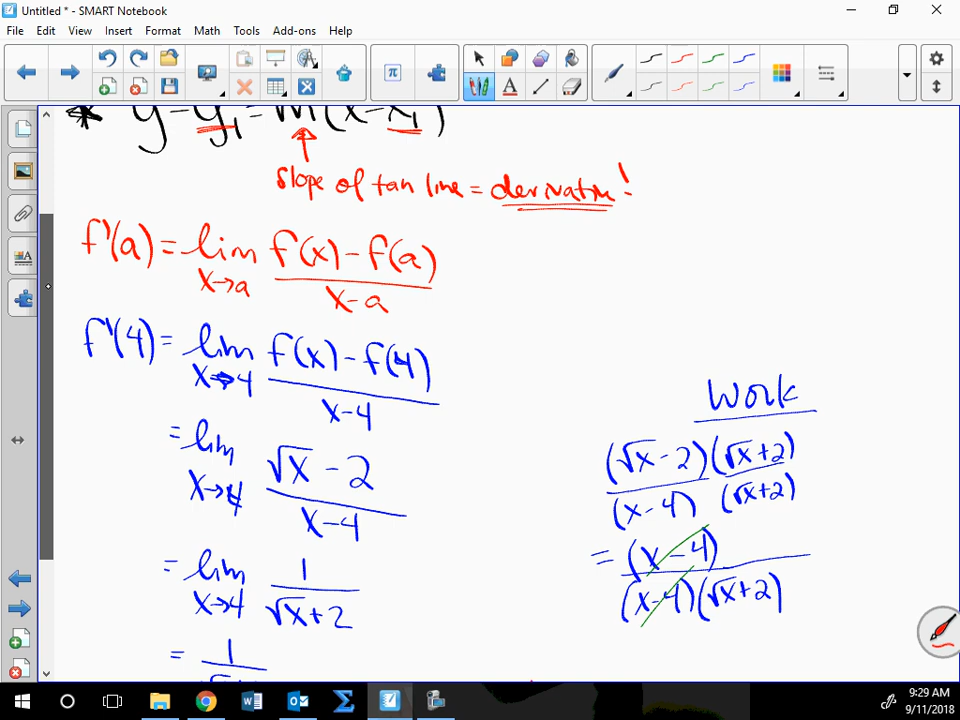 Untitled * - SMART Notebook
File Edit View Insert Format Math Tools Add-ons Help
* y-y₁=m(x-x₁)
slope of tan line = derivative!
f'(a) = lim x→a f(x)-f(a) / x-a
f'(4) = lim x→4 f(x)-f(4) / x-4
= lim x→4 √x-2 / x-4
= lim x→4 1 / √x+2
= 1
Work
(√x-2)(√x+2) / (x-4)(√x+2)
= (x-4) / (x-4)(√x+2)
9:29 AM
9/11/2018